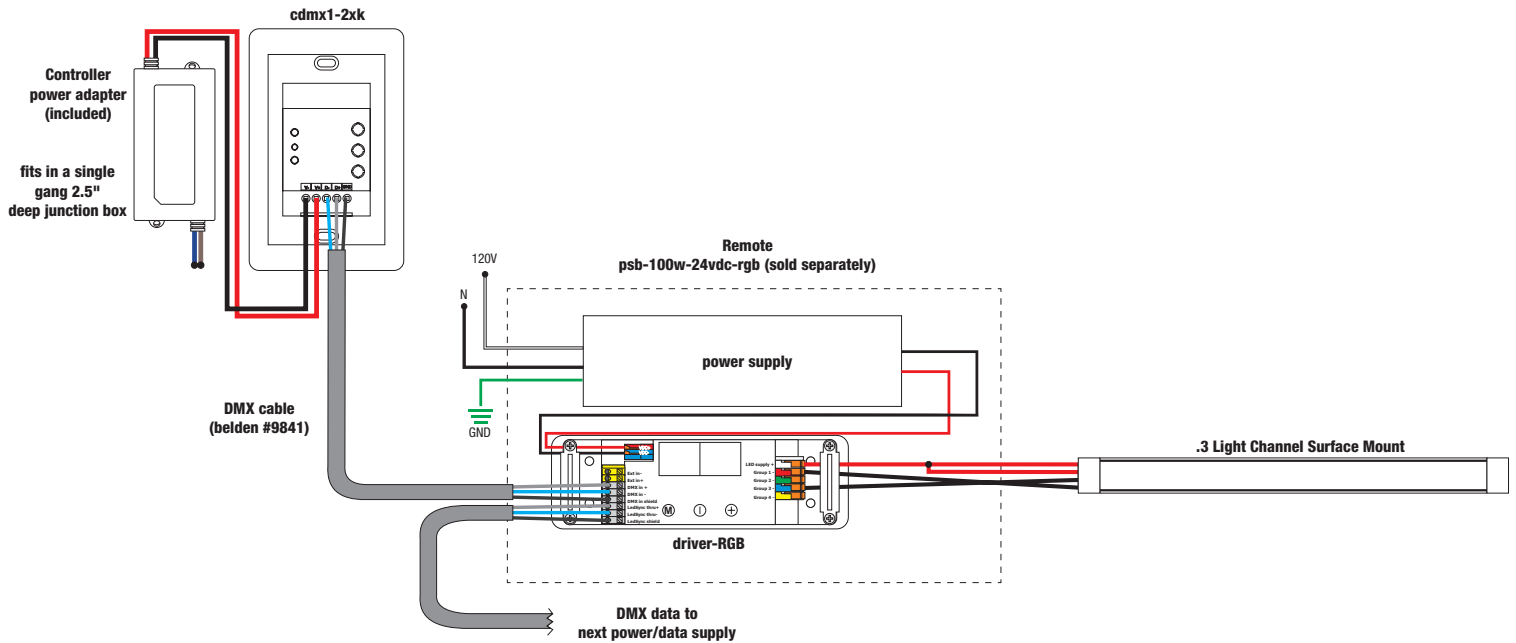 cdmx1-2xk
Controller
power adapter
(included)
fits in a single
gang 2.5"
deep junction box
V- V+ D- D+ GND
Remote
psb-100w-24vdc-rgb (sold separately)
120V
N
power supply
GND
DMX cable
(belden #9841)
Ext in-
Ext in+
DMX in +
DMX in -
DMX in shield
LedSync thru+
LedSync thru-
LedSync shield
M
LED supply +
Group 1 -
Group 2 -
Group 3 -
Group 4 -
driver-RGB
.3 Light Channel Surface Mount
DMX data to
next power/data supply